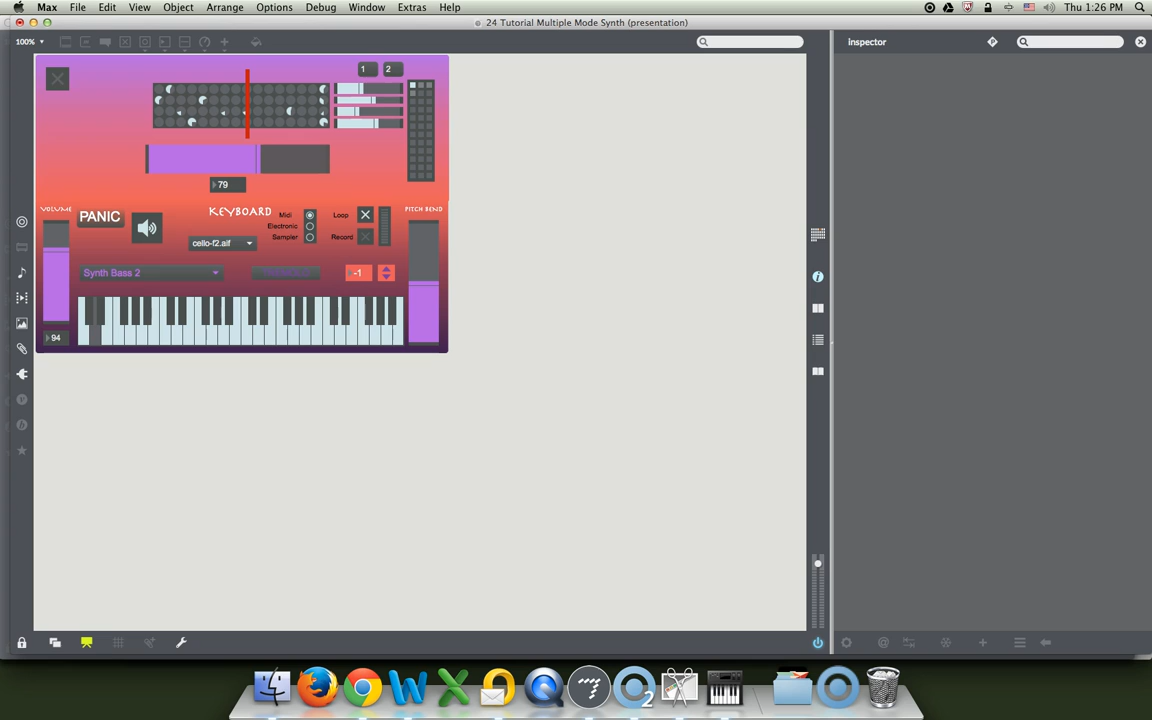 Max File Edit View Object Arrange Options Debug Window Extras Help Thu 1:26 PM
24 Tutorial Multiple Mode Synth (presentation)
100%
inspector
1 2
79
VOLUME
PANIC
KEYBOARD
PITCH BEND
Midi
Electronic
Sampler
Loop
Record
cello-f2.aif
Synth Bass 2
-1
94
2